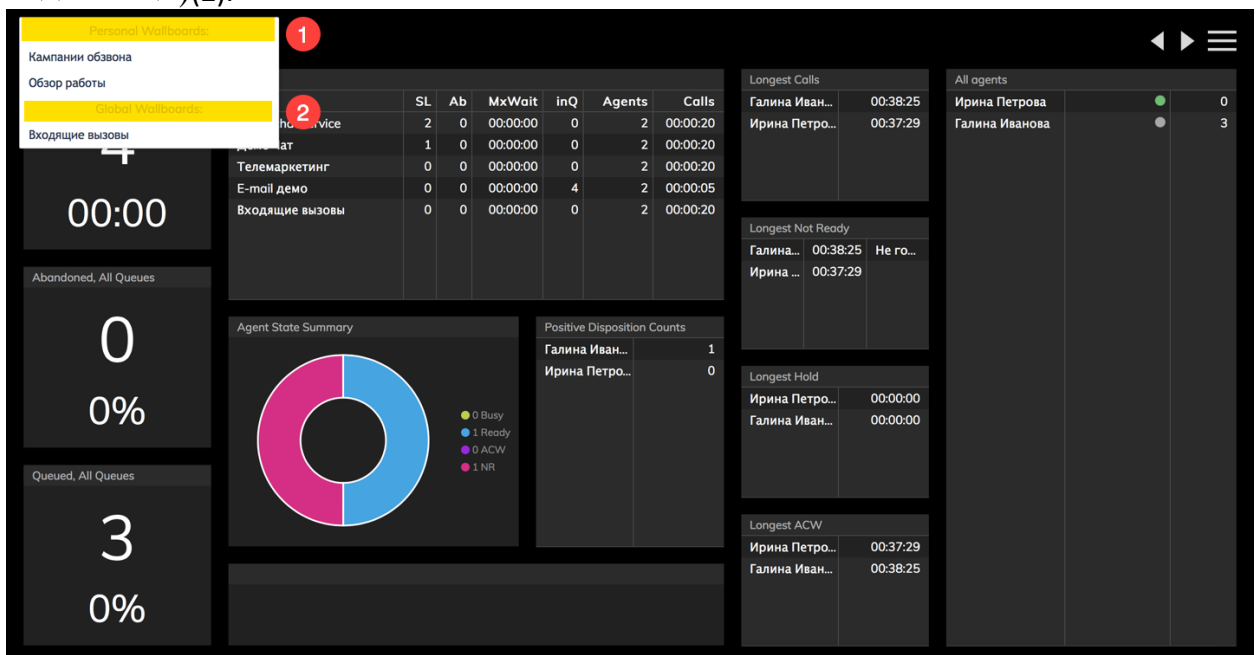 Personal Wallboards:
1
Кампании обзвона
Обзор работы
Global Wallboards:
2
Входящие вызовы
4
00:00
Abandoned, All Queues
0
0%
Queued, All Queues
3
0%
SL Ab MxWait inQ Agents Calls
2 0 00:00:00 0 2 00:00:20
1 0 00:00:00 0 2 00:00:20
Телемаркетинг 0 0 00:00:00 0 2 00:00:20
E-mail демо 0 0 00:00:00 4 2 00:00:05
Входящие вызовы 0 0 00:00:00 0 2 00:00:20
Agent State Summary
0 Busy
1 Ready
0 ACW
1 NR
Positive Disposition Counts
Галина Иван... 1
Ирина Петро... 0
Longest Calls
Галина Иван... 00:38:25
Ирина Петро... 00:37:29
Longest Not Ready
Галина... 00:38:25 Не го...
Ирина ... 00:37:29
Longest Hold
Ирина Петро... 00:00:00
Галина Иван... 00:00:00
Longest ACW
Ирина Петро... 00:37:29
Галина Иван... 00:38:25
All agents
Ирина Петрова 0
Галина Иванова 3